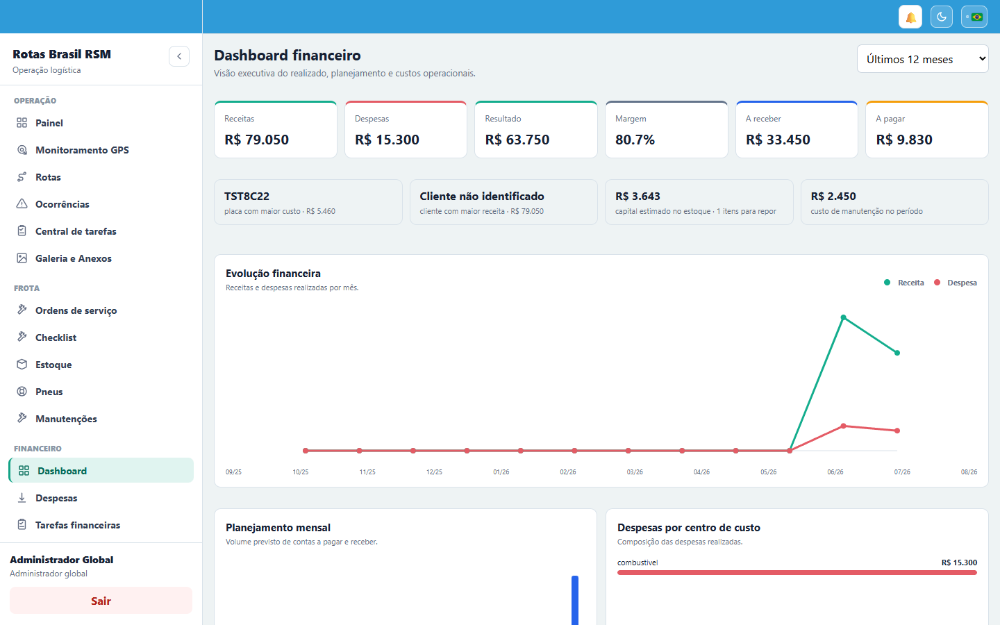 Rotas Brasil RSM
Operação logística
OPERAÇÃO
Painel
Monitoramento GPS
Rotas
Ocorrências
Central de tarefas
Galeria e Anexos
FROTA
Ordens de serviço
Checklist
Estoque
Pneus
Manutenções
FINANCEIRO
Dashboard
Despesas
Tarefas financeiras
Administrador Global
Administrador global
Sair
Dashboard financeiro
Visão executiva do realizado, planejamento e custos operacionais.
Últimos 12 meses
Receitas
R$ 79.050
Despesas
R$ 15.300
Resultado
R$ 63.750
Margem
80.7%
A receber
R$ 33.450
A pagar
R$ 9.830
TST8C22
placa com maior custo · R$ 5.460
Cliente não identificado
cliente com maior receita · R$ 79.050
R$ 3.643
capital estimado no estoque · 1 itens para repor
R$ 2.450
custo de manutenção no período
Evolução financeira
Receitas e despesas realizadas por mês.
Receita Despesa
09/25 10/25 11/25 12/25 01/26 02/26 03/26 04/26 05/26 06/26 07/26 08/26
Planejamento mensal
Volume previsto de contas a pagar e receber.
Despesas por centro de custo
Composição das despesas realizadas.
combustivel R$ 15.300